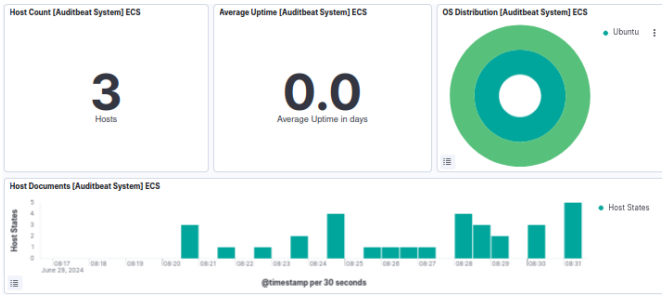 Host Count [Auditbeat System] ECS
3
Hosts
Average Uptime [Auditbeat System] ECS
0.0
Average Uptime in days
OS Distribution [Auditbeat System] ECS
Ubuntu
Host Documents [Auditbeat System] ECS
Host States
5
4
3
2
1
0
08:17 08:18 08:19 08:20 08:21 08:22 08:23 08:24 08:25 08:26 08:27 08:28 08:29 08:30 08:31
June 28, 2024
@timestamp per 30 seconds
Host States